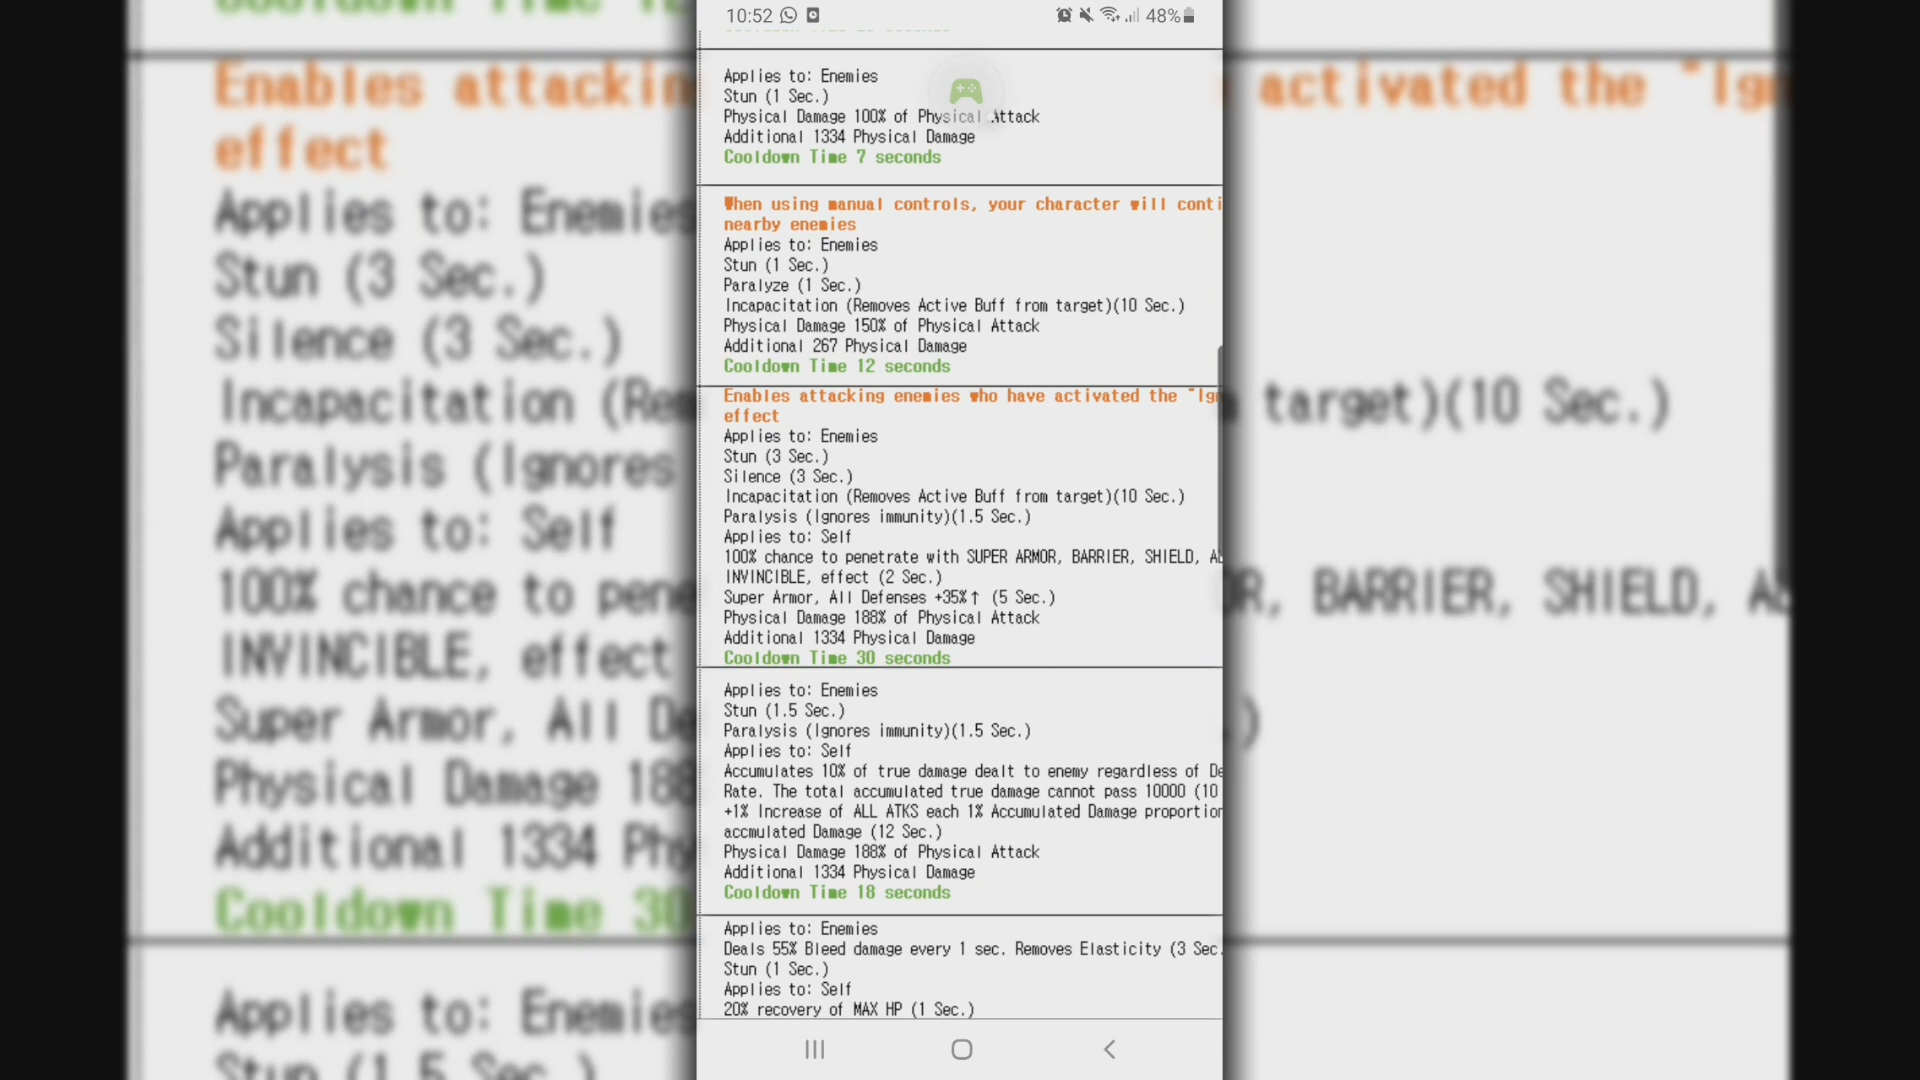 10:52
48%
Applies to: Enemies
Stun (1 Sec.)
Physical Damage 100% of Physical Attack
Additional 1334 Physical Damage
Cooldown Time 7 seconds
When using manual controls, your character will conti
nearby enemies
Applies to: Enemies
Stun (1 Sec.)
Paralyze (1 Sec.)
Incapacitation (Removes Active Buff from target)(10 Sec.)
Physical Damage 150% of Physical Attack
Additional 267 Physical Damage
Cooldown Time 12 seconds
Enables attacking enemies who have activated the "Ig
effect
Applies to: Enemies
Stun (3 Sec.)
Silence (3 Sec.)
Incapacitation (Removes Active Buff from target)(10 Sec.)
Paralysis (Ignores immunity)(1.5 Sec.)
Applies to: Self
100% chance to penetrate with SUPER ARMOR, BARRIER, SHIELD,
INVINCIBLE, effect (2 Sec.)
Super Armor, All Defenses +35%↑ (5 Sec.)
Physical Damage 188% of Physical Attack
Additional 1334 Physical Damage
Cooldown Time 30 seconds
Applies to: Enemies
Stun (1.5 Sec.)
Paralysis (Ignores immunity)(1.5 Sec.)
Applies to: Self
Accumulates 10% of true damage dealt to enemy regardless of De
Rate. The total accumulated true damage cannot pass 10000 (10
+1% Increase of ALL ATKS each 1% Accumulated Damage proportion
accmulated Damage (12 Sec.)
Physical Damage 188% of Physical Attack
Additional 1334 Physical Damage
Cooldown Time 18 seconds
Applies to: Enemies
Deals 55% Bleed damage every 1 sec. Removes Elasticity (3 Sec.
Stun (1 Sec.)
Applies to: Self
20% recovery of MAX HP (1 Sec.)